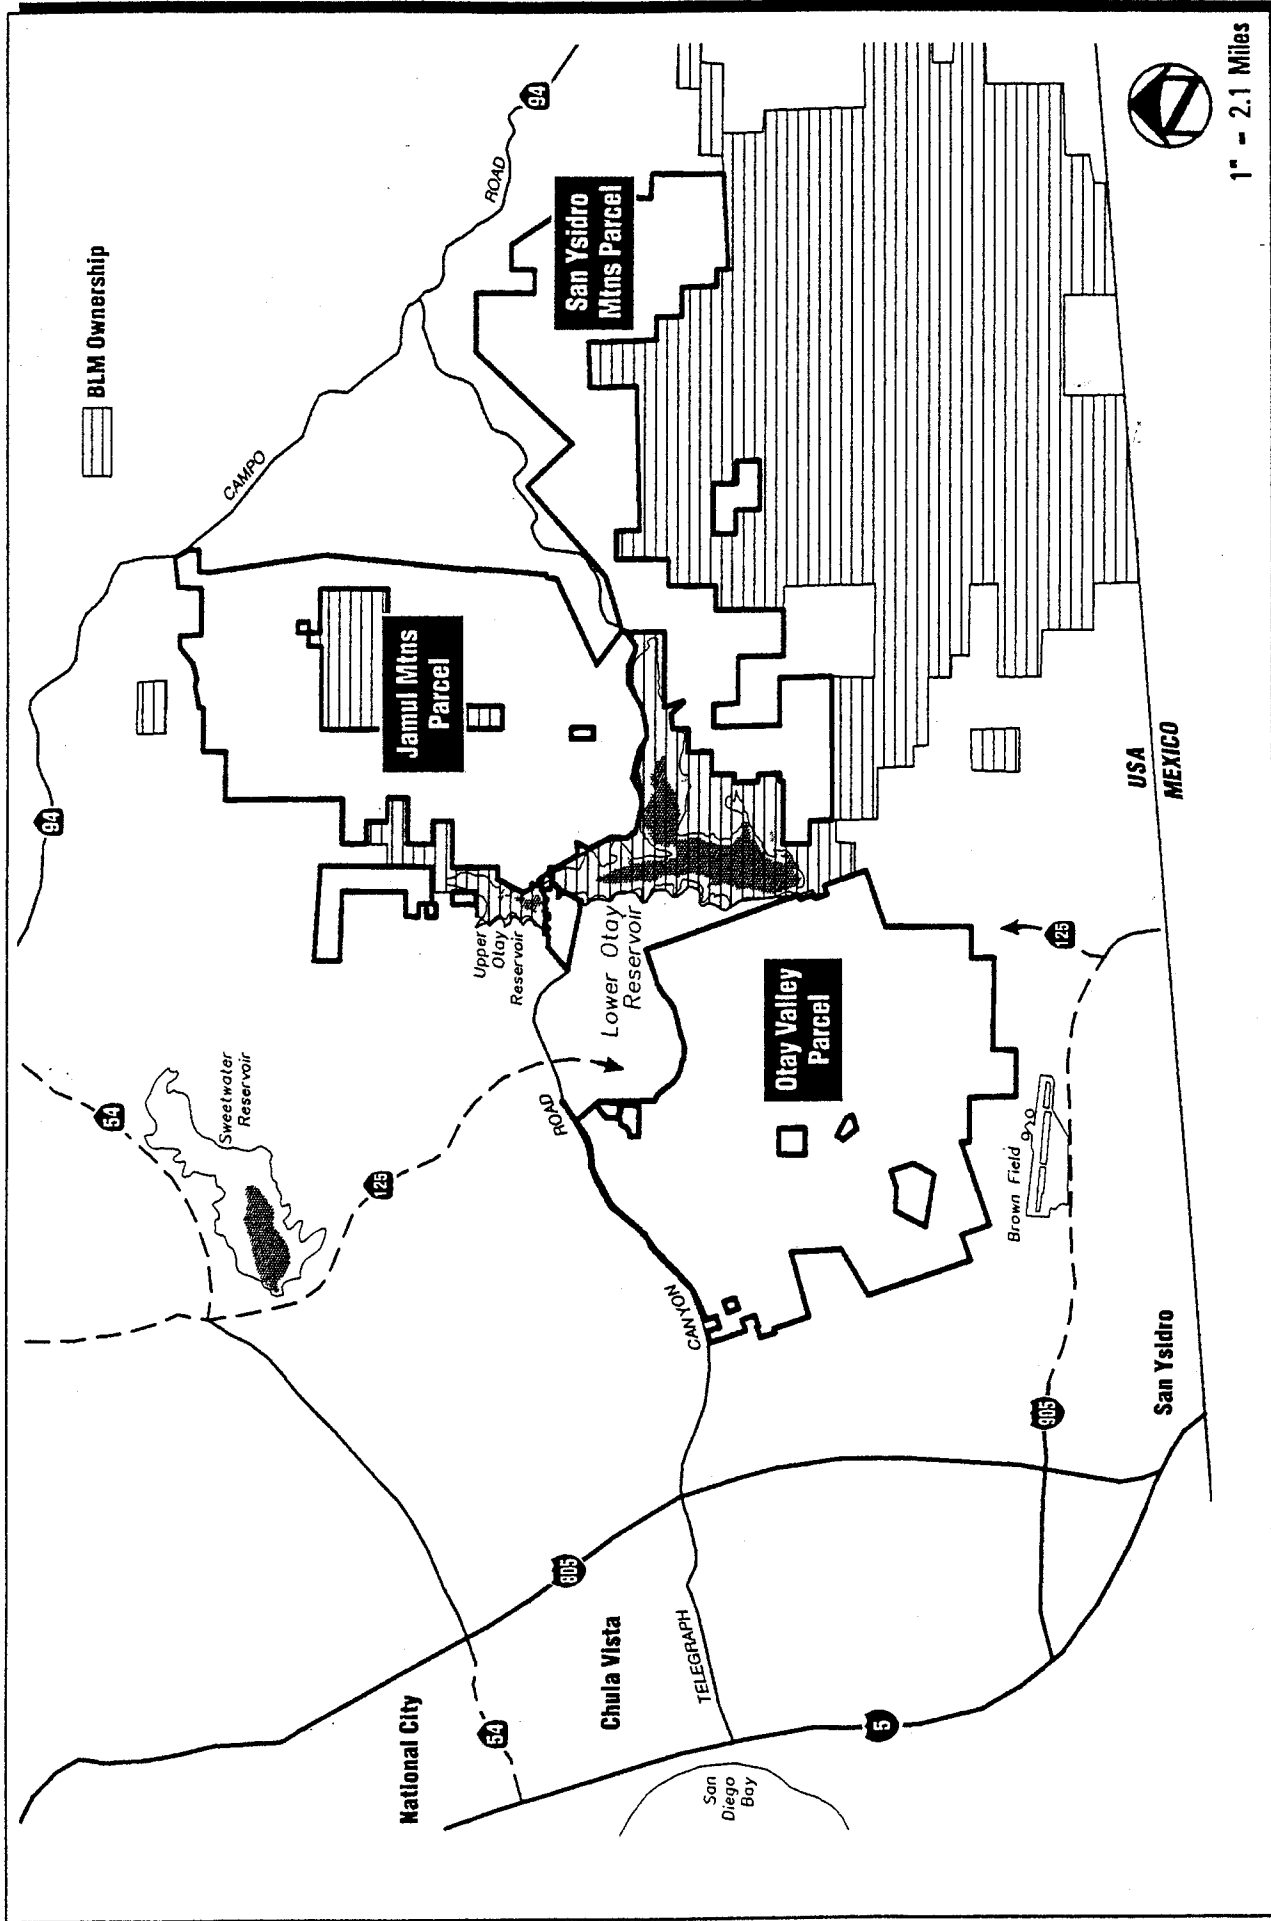 BLM Ownership
94
CAMPO
ROAD
94
54
Sweetwater
Reservoir
125
Jamul Mtns
Parcel
San Ysidro
Mtns Parcel
Upper
Otay
Reservoir
Lower Otay
Reservoir
National City
54
805
Chula Vista
TELEGRAPH
CANYON
ROAD
San
Diego
Bay
5
Otay Valley
Parcel
Brown Field
125
905
San Ysidro
USA
MEXICO
1" - 2.1 Miles